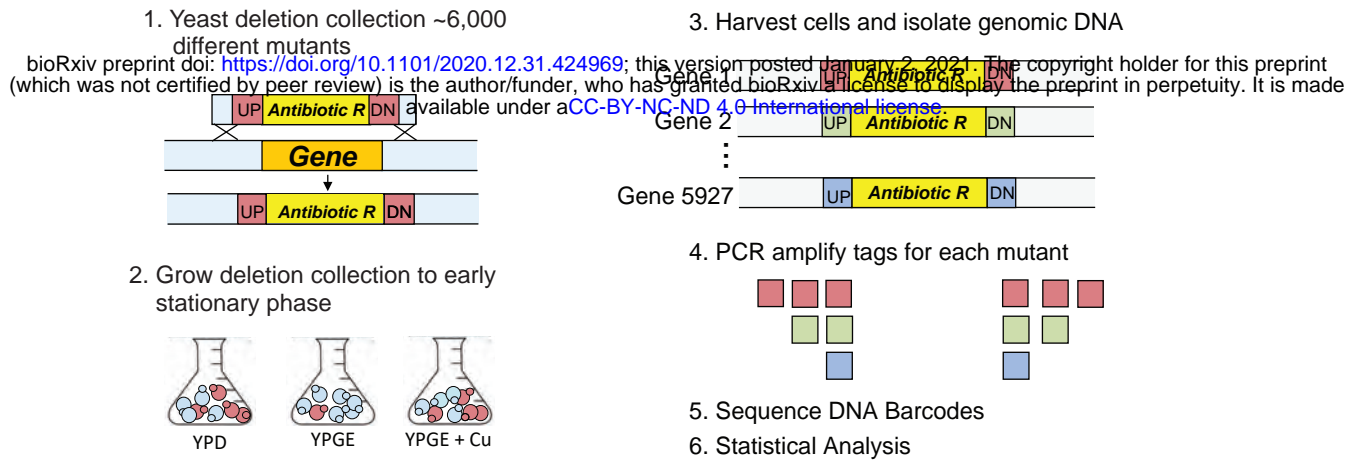 1. Yeast deletion collection ~6,000
different mutants
bioRxiv preprint doi: https://doi.org/10.1101/2020.12.31.424969; this version posted January 2, 2021. The copyright holder for this preprint
(which was not certified by peer review) is the author/funder, who has granted bioRxiv a license to display the preprint in perpetuity. It is made
available under aCC-BY-NC-ND 4.0 International license.
UP Antibiotic R DN
Gene
UP Antibiotic R DN
2. Grow deletion collection to early
stationary phase
YPD YPGE YPGE + Cu
3. Harvest cells and isolate genomic DNA
Gene 1 UP Antibiotic R DN
Gene 2 UP Antibiotic R DN
⋮
Gene 5927 UP Antibiotic R DN
4. PCR amplify tags for each mutant
5. Sequence DNA Barcodes
6. Statistical Analysis